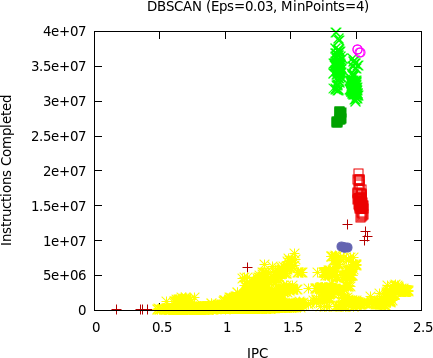 DBSCAN (Eps=0.03, MinPoints=4)
4e+07
3.5e+07
3e+07
2.5e+07
2e+07
1.5e+07
1e+07
5e+06
0
Instructions Completed
0 0.5 1 1.5 2 2.5
IPC